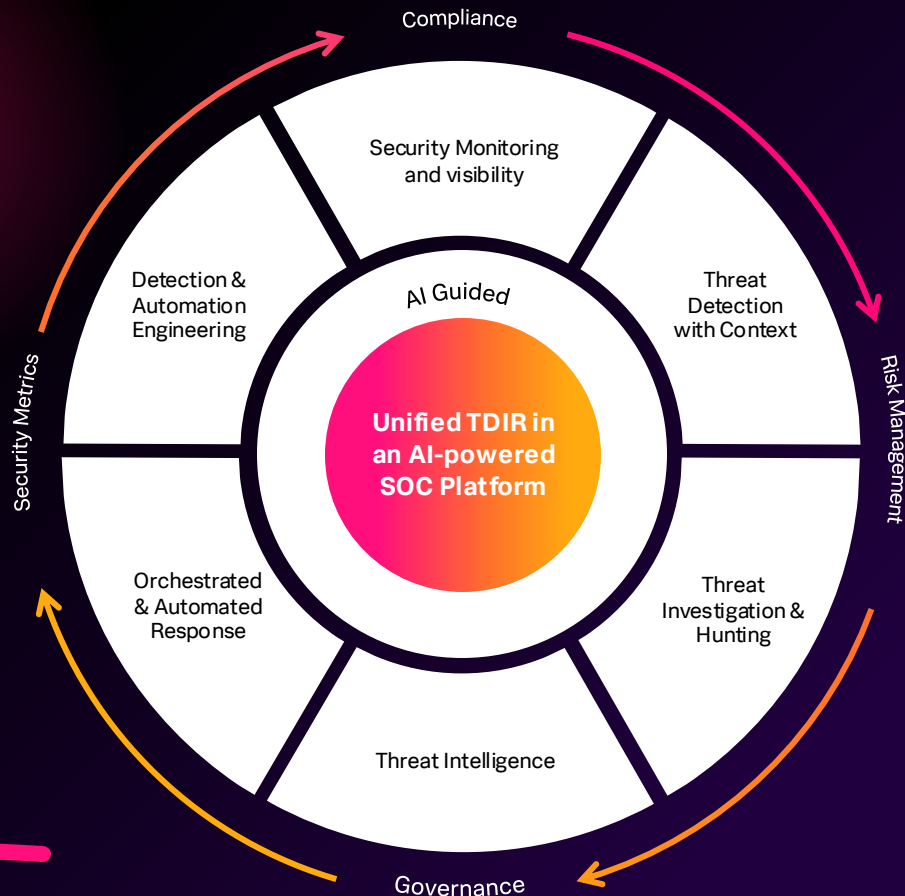 Compliance
Security Monitoring
and visibility
Detection &
Automation
Engineering
Threat
Detection
with Context
AI Guided
Security Metrics
Risk Management
Unified TDIR in
an AI-powered
SOC Platform
Orchestrated
& Automated
Response
Threat
Investigation &
Hunting
Threat Intelligence
Governance